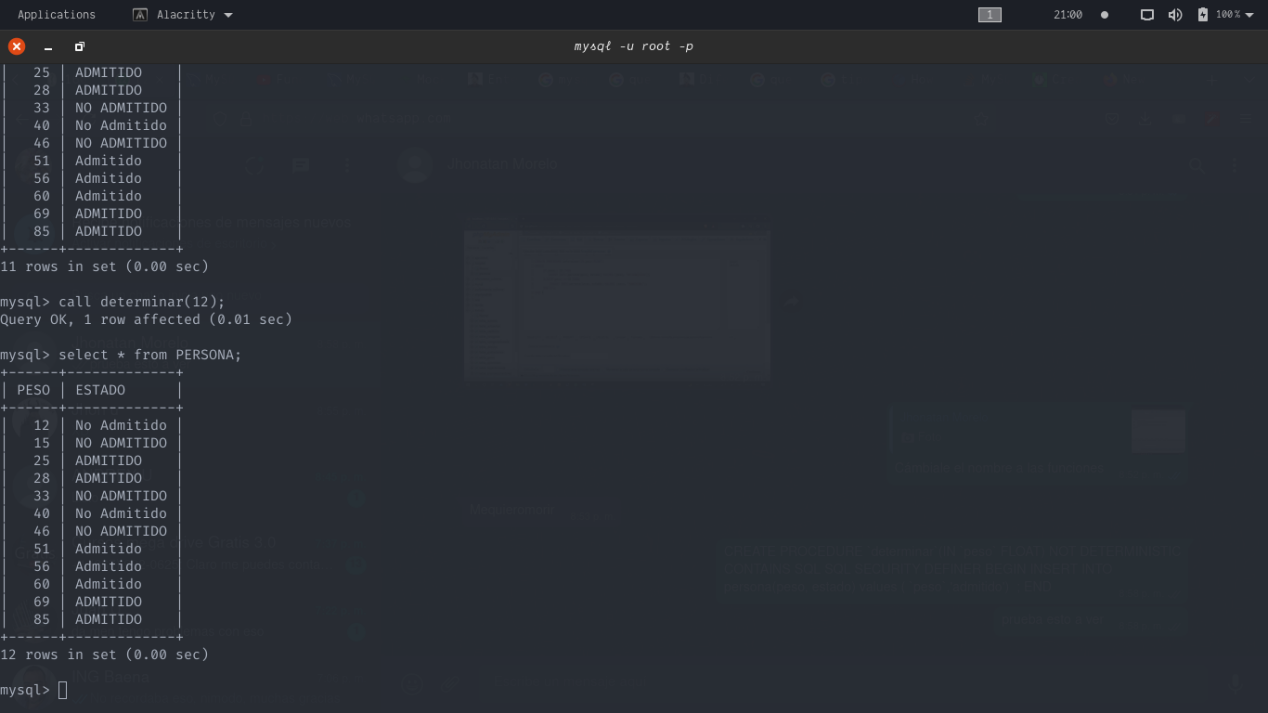 Applications Alacritty 1 21:00 100%
mysql -u root -p
| 25 | ADMITIDO |
| 28 | ADMITIDO |
| 33 | NO ADMITIDO |
| 40 | No Admitido |
| 46 | NO ADMITIDO |
| 51 | Admitido |
| 56 | Admitido |
| 60 | Admitido |
| 69 | ADMITIDO |
| 85 | ADMITIDO |
+------+-------------+
11 rows in set (0.00 sec)
mysql> call determinar(12);
Query OK, 1 row affected (0.01 sec)
mysql> select * from PERSONA;
+------+-------------+
| PESO | ESTADO |
+------+-------------+
| 12 | No Admitido |
| 15 | NO ADMITIDO |
| 25 | ADMITIDO |
| 28 | ADMITIDO |
| 33 | NO ADMITIDO |
| 40 | No Admitido |
| 46 | NO ADMITIDO |
| 51 | Admitido |
| 56 | Admitido |
| 60 | Admitido |
| 69 | ADMITIDO |
| 85 | ADMITIDO |
+------+-------------+
12 rows in set (0.00 sec)
mysql>